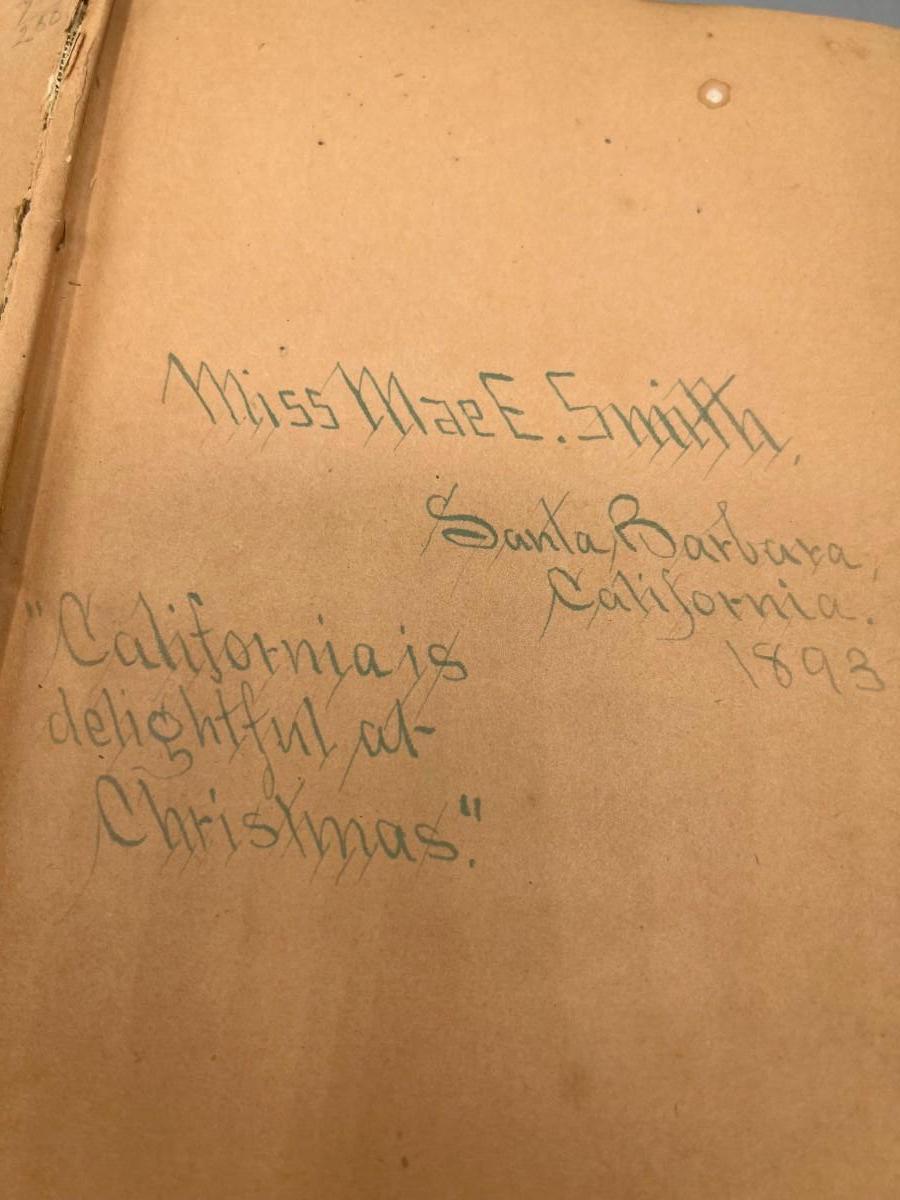 Miss Mae E. Smith,
Santa Barbara,
California.
1893
"California is
delightful at
Christmas."